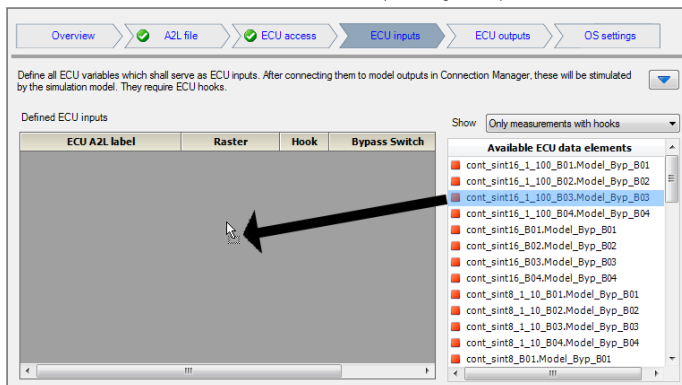 Overview
A2L file
ECU access
ECU inputs
ECU outputs
OS settings
Define all ECU variables which shall serve as ECU inputs. After connecting them to model outputs in Connection Manager, these will be stimulated
by the simulation model. They require ECU hooks.
Defined ECU inputs
Show Only measurements with hooks
ECU A2L label Raster Hook Bypass Switch
Available ECU data elements
cont_sint16_1_100_B01.Model_Byp_B01
cont_sint16_1_100_B02.Model_Byp_B02
cont_sint16_1_100_B03.Model_Byp_B03
cont_sint16_1_100_B04.Model_Byp_B04
cont_sint16_B01.Model_Byp_B01
cont_sint16_B02.Model_Byp_B02
cont_sint16_B03.Model_Byp_B03
cont_sint16_B04.Model_Byp_B04
cont_sint8_1_10_B01.Model_Byp_B01
cont_sint8_1_10_B02.Model_Byp_B02
cont_sint8_1_10_B03.Model_Byp_B03
cont_sint8_1_10_B04.Model_Byp_B04
cont_sint8_B01.Model_Byp_B01